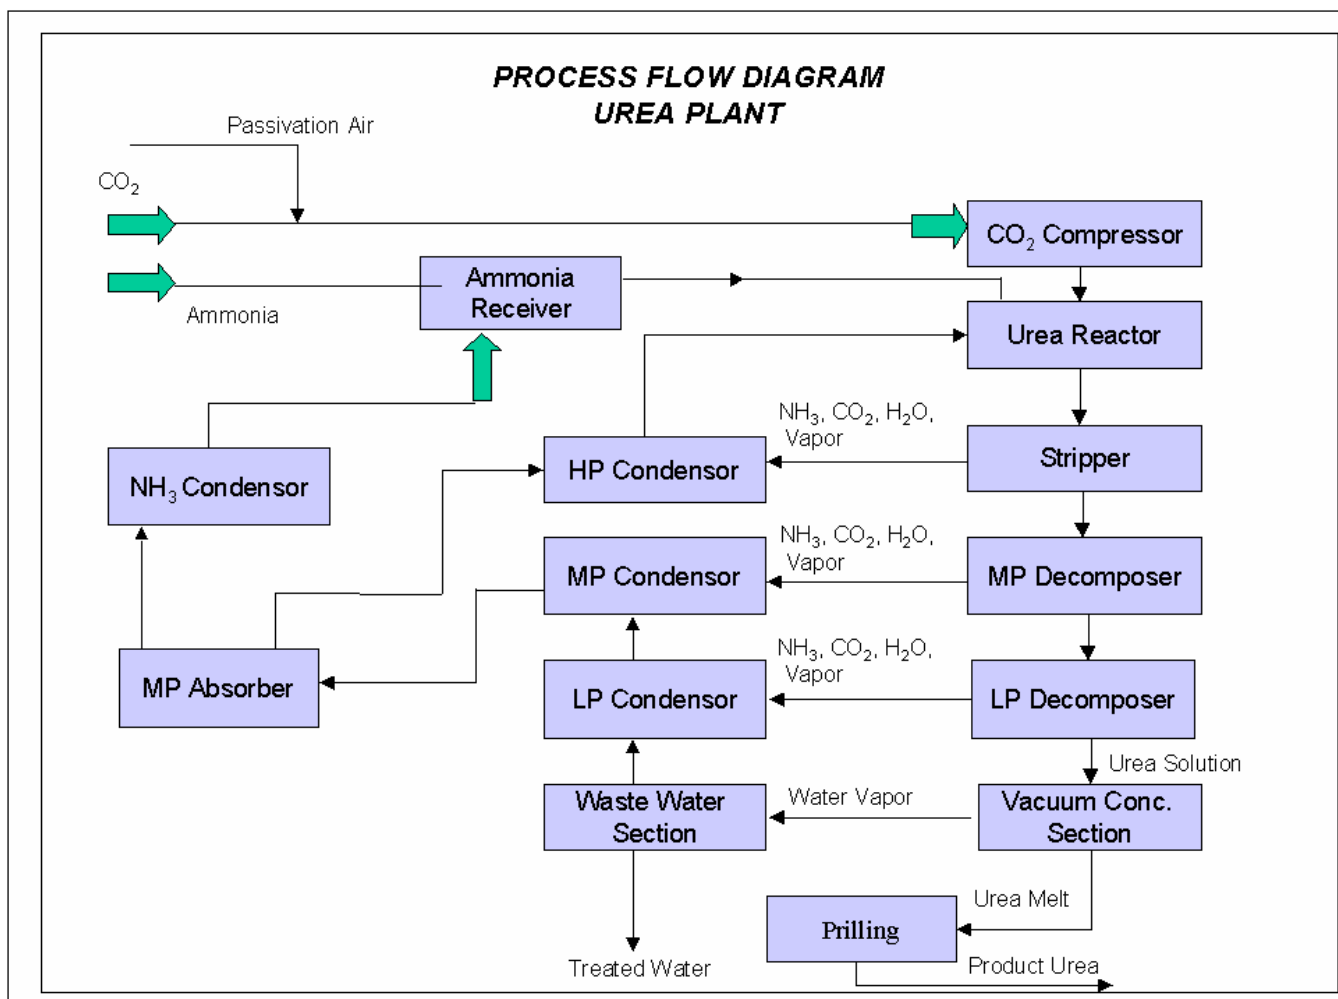 PROCESS FLOW DIAGRAM
UREA PLANT
Passivation Air
CO₂
CO₂ Compressor
Ammonia
Receiver
Ammonia
Urea Reactor
NH₃, CO₂, H₂O,
Vapor
HP Condensor
Stripper
NH₃ Condensor
NH₃, CO₂, H₂O,
Vapor
MP Condensor
MP Decomposer
NH₃, CO₂, H₂O,
Vapor
MP Absorber
LP Condensor
LP Decomposer
Urea Solution
Waste Water
Section
Water Vapor
Vacuum Conc.
Section
Urea Melt
Prilling
Treated Water
Product Urea